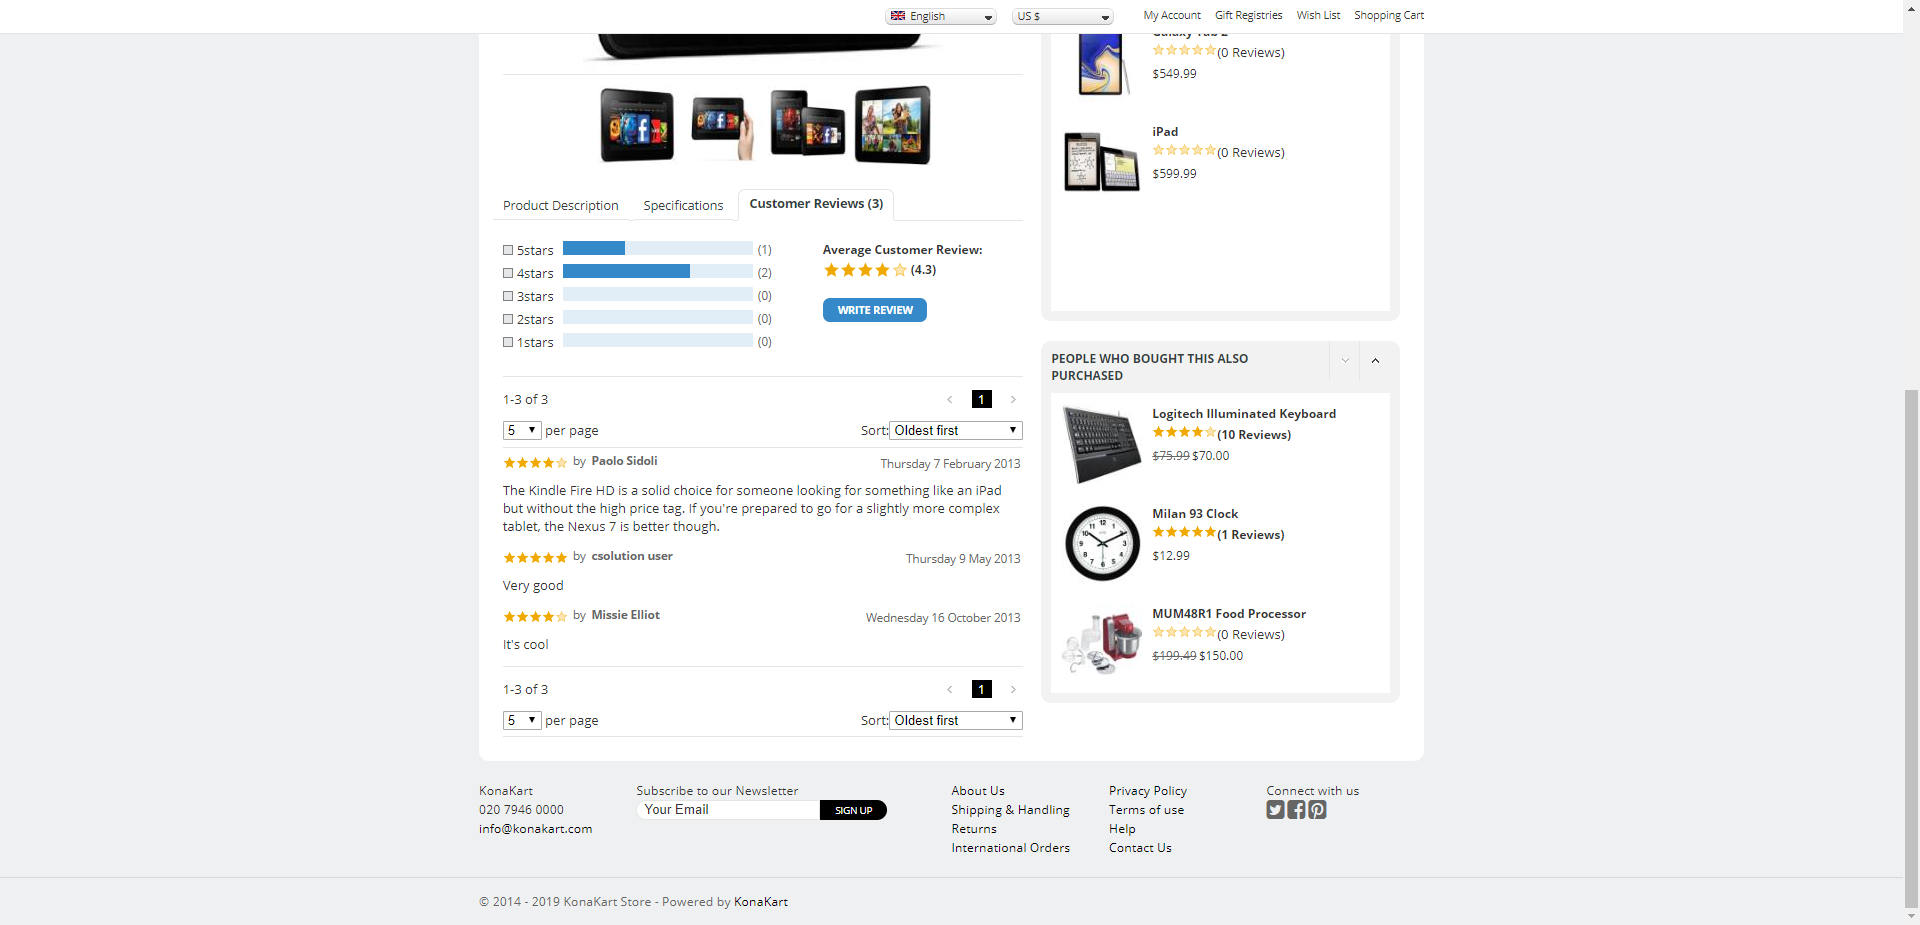 English
US $
My Account
Gift Registries
Wish List
Shopping Cart
(0 Reviews)
$549.99
iPad
(0 Reviews)
$599.99
Product Description
Specifications
Customer Reviews (3)
5stars
(1)
4stars
(2)
3stars
(0)
2stars
(0)
1stars
(0)
Average Customer Review:
(4.3)
WRITE REVIEW
1-3 of 3
1
5
per page
Sort:
Oldest first
by Paolo Sidoli
Thursday 7 February 2013
The Kindle Fire HD is a solid choice for someone looking for something like an iPad
but without the high price tag. If you're prepared to go for a slightly more complex
tablet, the Nexus 7 is better though.
by csolution user
Thursday 9 May 2013
Very good
by Missie Elliot
Wednesday 16 October 2013
It's cool
1-3 of 3
1
5
per page
Sort:
Oldest first
PEOPLE WHO BOUGHT THIS ALSO
PURCHASED
Logitech Illuminated Keyboard
(10 Reviews)
$75.99 $70.00
Milan 93 Clock
(1 Reviews)
$12.99
MUM48R1 Food Processor
(0 Reviews)
$199.49 $150.00
KonaKart
020 7946 0000
info@konakart.com
Subscribe to our Newsletter
Your Email
SIGN UP
About Us
Shipping & Handling
Returns
International Orders
Privacy Policy
Terms of use
Help
Contact Us
Connect with us
© 2014 - 2019 KonaKart Store - Powered by KonaKart